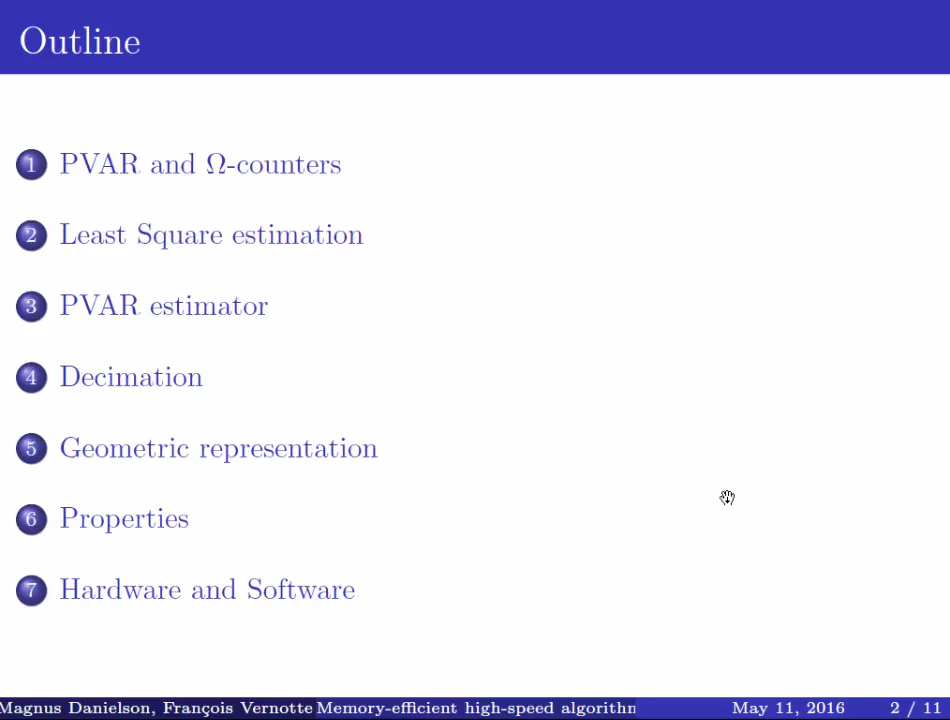 Outline
1 PVAR and Ω-counters
2 Least Square estimation
3 PVAR estimator
4 Decimation
5 Geometric representation
6 Properties
7 Hardware and Software
Magnus Danielson, François Vernotte Memory-efficient high-speed May 11, 2016 2 / 11